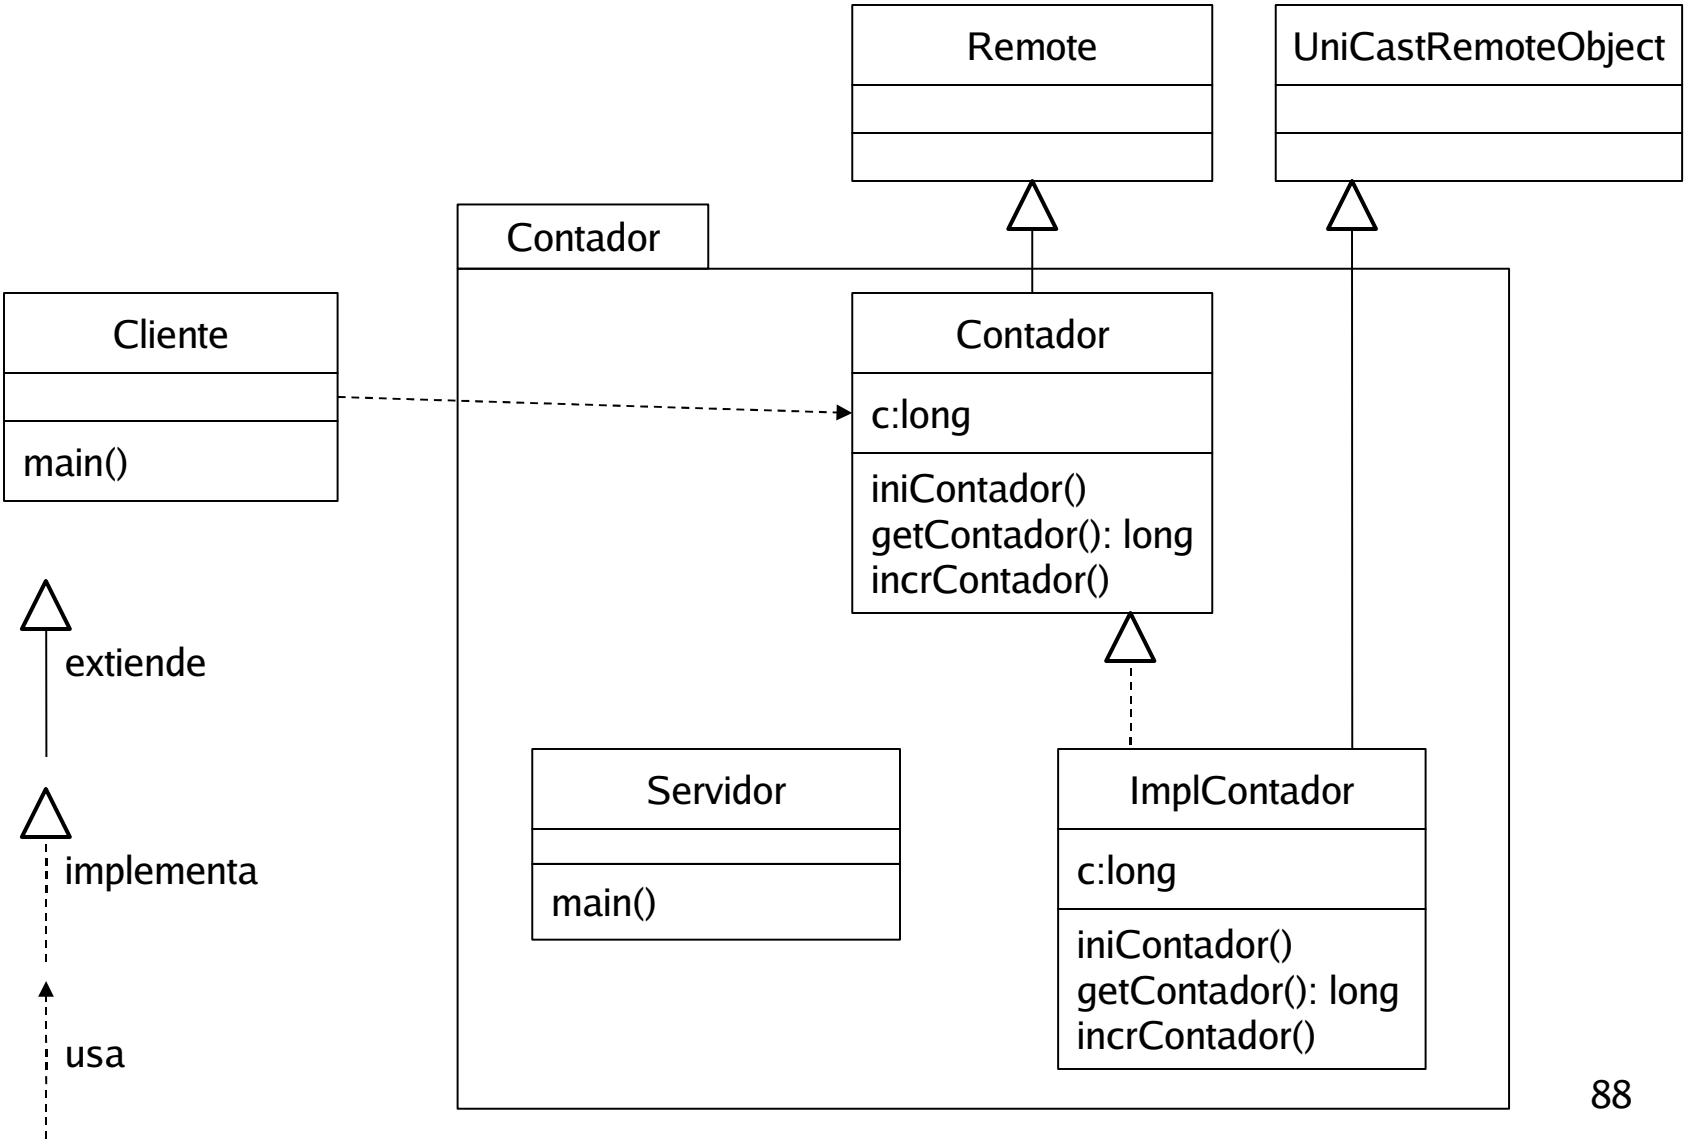 Remote
UniCastRemoteObject
Contador
Cliente
main()
Contador
c:long
iniContador()
getContador(): long
incrContador()
extiende
implementa
usa
Servidor
main()
ImplContador
c:long
iniContador()
getContador(): long
incrContador()
88